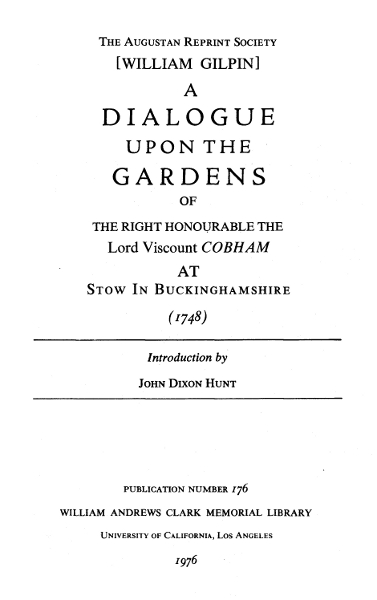 THE AUGUSTAN REPRINT SOCIETY
[WILLIAM GILPIN]
A
DIALOGUE
UPON THE
GARDENS
OF
THE RIGHT HONOURABLE THE
Lord Viscount COBHAM
AT
STOW IN BUCKINGHAMSHIRE
(1748)
Introduction by
JOHN DIXON HUNT
PUBLICATION NUMBER 176
WILLIAM ANDREWS CLARK MEMORIAL LIBRARY
UNIVERSITY OF CALIFORNIA, LOS ANGELES
1976